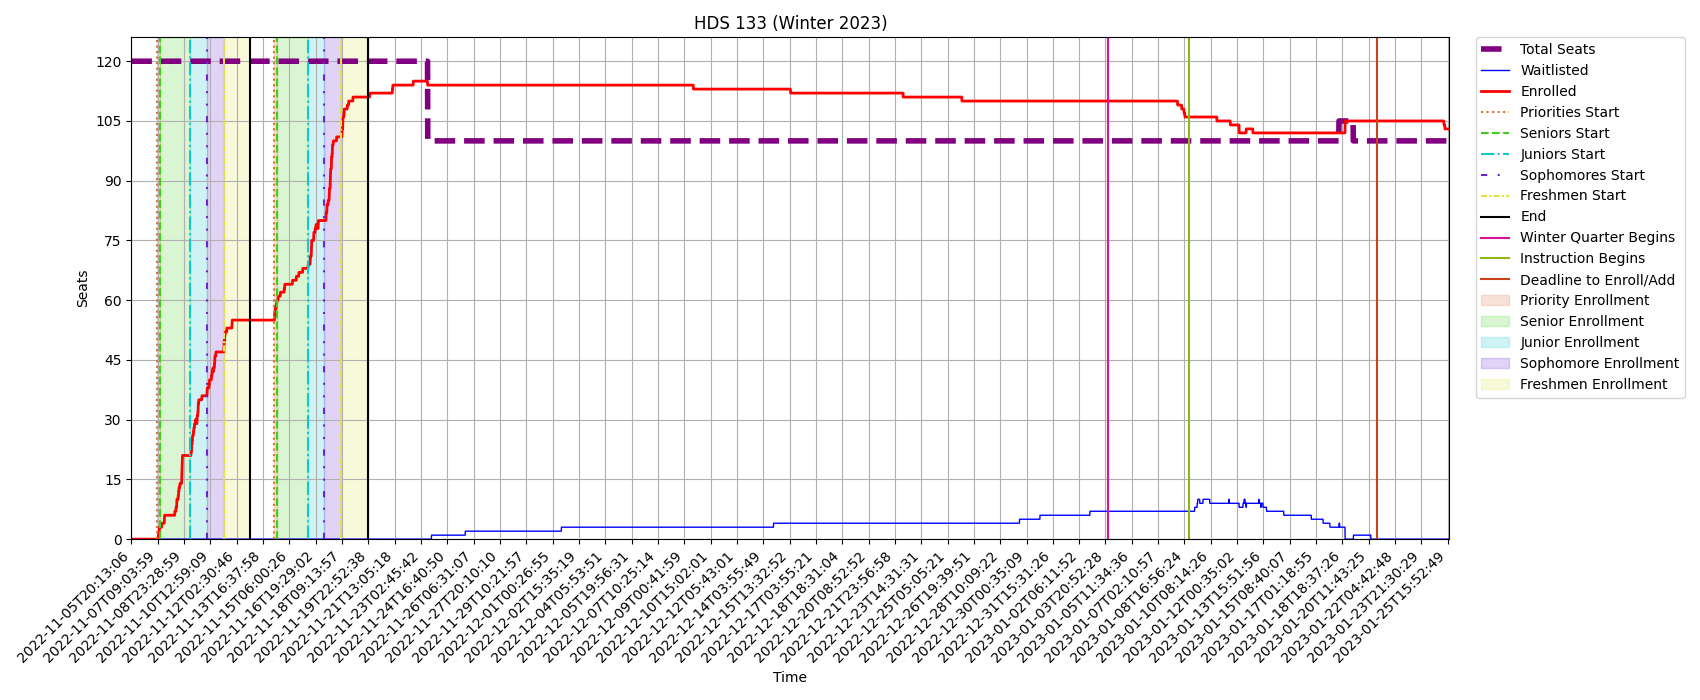 HDS 133 (Winter 2023)
Seats
120
105
90
75
60
45
30
15
0
2022-11-05T20:13:06
2022-11-07T09:03:59
2022-11-08T23:28:59
2022-11-10T12:59:09
2022-11-12T02:30:46
2022-11-13T16:37:58
2022-11-15T06:00:29
2022-11-16T19:29:02
2022-11-18T09:13:57
2022-11-19T22:52:38
2022-11-21T13:05:18
2022-11-23T02:45:42
2022-11-24T16:40:50
2022-11-26T06:31:07
2022-11-27T20:10:10
2022-11-29T10:21:57
2022-12-01T00:26:55
2022-12-02T15:35:19
2022-12-04T05:53:51
2022-12-05T19:56:31
2022-12-07T10:25:14
2022-12-09T00:41:59
2022-12-10T15:02:01
2022-12-12T05:43:01
2022-12-14T03:55:49
2022-12-15T13:32:52
2022-12-17T03:55:21
2022-12-18T18:31:04
2022-12-20T08:52:52
2022-12-21T23:56:58
2022-12-23T14:31:31
2022-12-25T05:05:21
2022-12-26T19:39:51
2022-12-28T10:09:22
2022-12-30T00:35:09
2022-12-31T15:31:26
2023-01-02T06:11:52
2023-01-03T20:52:28
2023-01-05T11:34:36
2023-01-07T02:10:57
2023-01-08T16:56:24
2023-01-10T08:14:26
2023-01-12T00:35:02
2023-01-13T15:51:56
2023-01-15T08:40:07
2023-01-17T01:18:55
2023-01-18T18:37:26
2023-01-20T11:43:25
2023-01-22T04:42:48
2023-01-23T21:30:29
2023-01-25T15:52:49
Time
Total Seats
Waitlisted
Enrolled
Priorities Start
Seniors Start
Juniors Start
Sophomores Start
Freshmen Start
End
Winter Quarter Begins
Instruction Begins
Deadline to Enroll/Add
Priority Enrollment
Senior Enrollment
Junior Enrollment
Sophomore Enrollment
Freshmen Enrollment